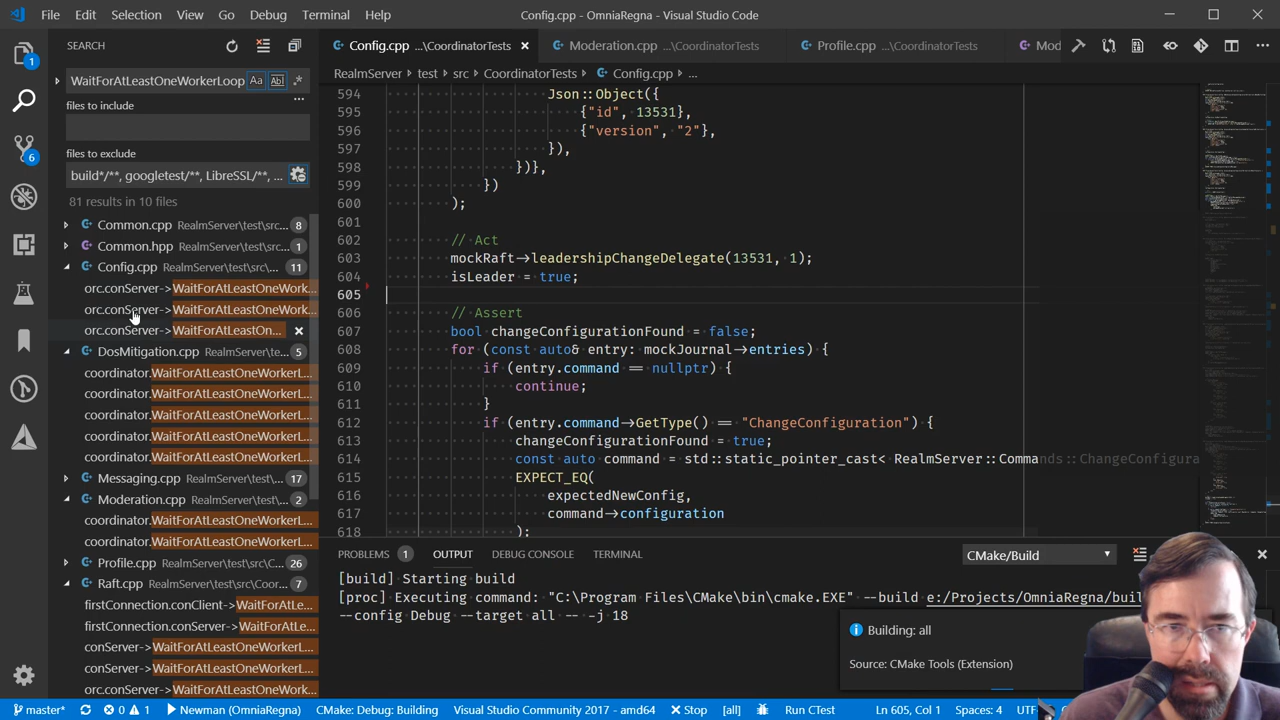 File Edit Selection View Go Debug Terminal Help Config.cpp - OmniaRegna - Visual Studio Code
SEARCH
Config.cpp ...\CoordinatorTests × Moderation.cpp ...\CoordinatorTests Profile.cpp ...\CoordinatorTests Mod
RealmServer > test > src > CoordinatorTests > Config.cpp > ...
WaitForAtLeastOneWorkerLoop Aa Abl .*
files to include
...
files to exclude
build*/**, googletest/**, LibreSSL/**, ...
81 results in 10 files
Common.cpp RealmServer\test\src... 8
Common.hpp RealmServer\test\src... 1
Config.cpp RealmServer\test\src\... 11
orc.conServer->WaitForAtLeastOneWork...
orc.conServer->WaitForAtLeastOneWork...
orc.conServer->WaitForAtLeastOn... ×
DosMitigation.cpp RealmServer\te... 5
coordinator.WaitForAtLeastOneWorkerL...
coordinator.WaitForAtLeastOneWorkerL...
coordinator.WaitForAtLeastOneWorkerL...
coordinator.WaitForAtLeastOneWorkerL...
coordinator.WaitForAtLeastOneWorkerL...
Messaging.cpp RealmServer\test\... 17
Moderation.cpp RealmServer\test\... 2
coordinator.WaitForAtLeastOneWorkerL...
coordinator.WaitForAtLeastOneWorkerL...
Profile.cpp RealmServer\test\src\C... 26
Raft.cpp RealmServer\test\src\Coor... 7
firstConnection.conClient->WaitForAtLe...
firstConnection.conServer->WaitForAtLe...
conServer->WaitForAtLeastOneWorkerL...
conServer->WaitForAtLeastOneWorkerL...
orc.conServer->WaitForAtLeastOneWork...
594 Json::Object({
595 {"id", 13531},
596 {"version", "2"},
597 }),
598 })},
599 })
600 );
601
602 // Act
603 mockRaft->leadershipChangeDelegate(13531, 1);
604 isLeader = true;
605
606 // Assert
607 bool changeConfigurationFound = false;
608 for (const auto& entry: mockJournal->entries) {
609 if (entry.command == nullptr) {
610 continue;
611 }
612 if (entry.command->GetType() == "ChangeConfiguration") {
613 changeConfigurationFound = true;
614 const auto command = std::static_pointer_cast< RealmServer::Commands::ChangeConfigura
615 EXPECT_EQ(
616 expectedNewConfig,
617 command->configuration
618 );
PROBLEMS 1 OUTPUT DEBUG CONSOLE TERMINAL CMake/Build
[build] Starting build
[proc] Executing command: "C:\Program Files\CMake\bin\cmake.EXE" --build e:/Projects/OmniaRegna/buil
--config Debug --target all -- -j 18
Building: all
Source: CMake Tools (Extension)
1
6
master* 0 1 Newman (OmniaRegna) CMake: Debug: Building Visual Studio Community 2017 - amd64 Stop [all] Run CTest Ln 605, Col 1 Spaces: 4 UTF